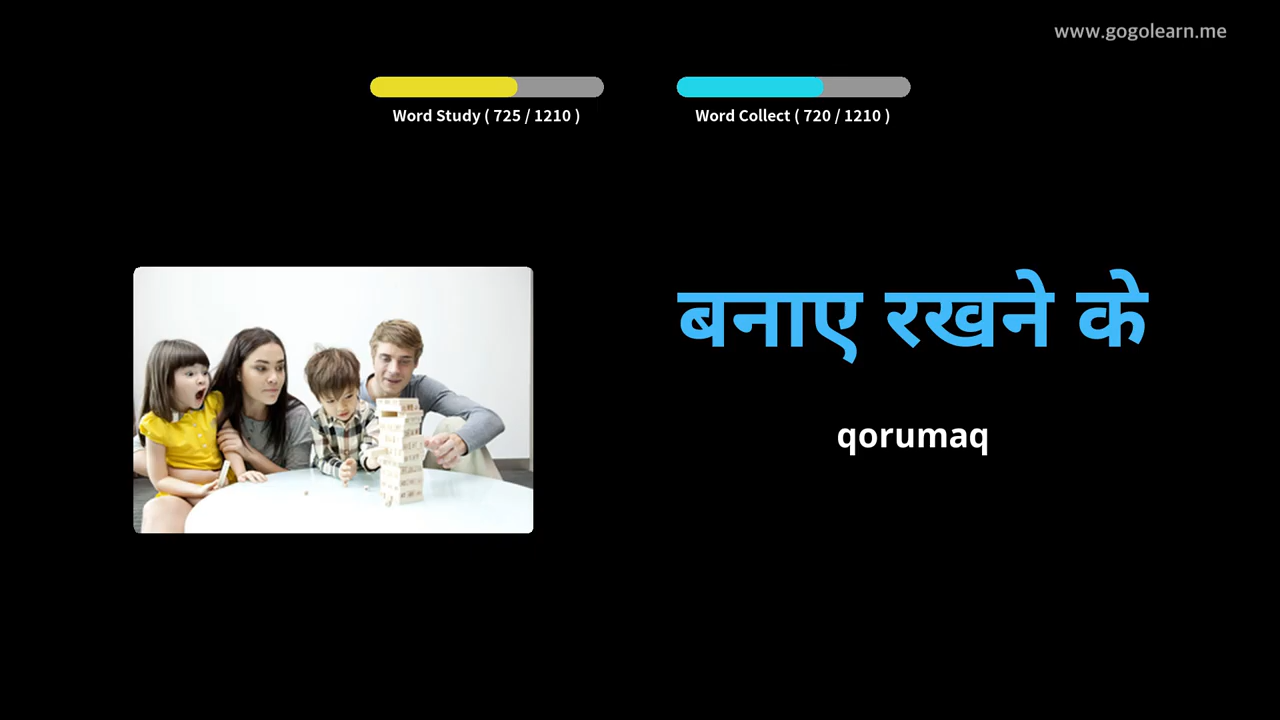 www.gogolearn.me
Word Study ( 725 / 1210 )
Word Collect ( 720 / 1210 )
बनाए रखने के
qorumaq